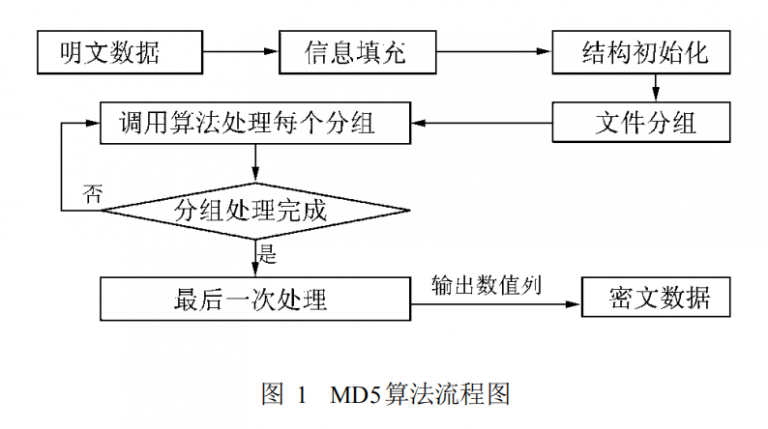 明文数据
信息填充
结构初始化
文件分组
调用算法处理每个分组
否
分组处理完成
是
最后一次处理
输出数值列
密文数据
图 1 MD5算法流程图